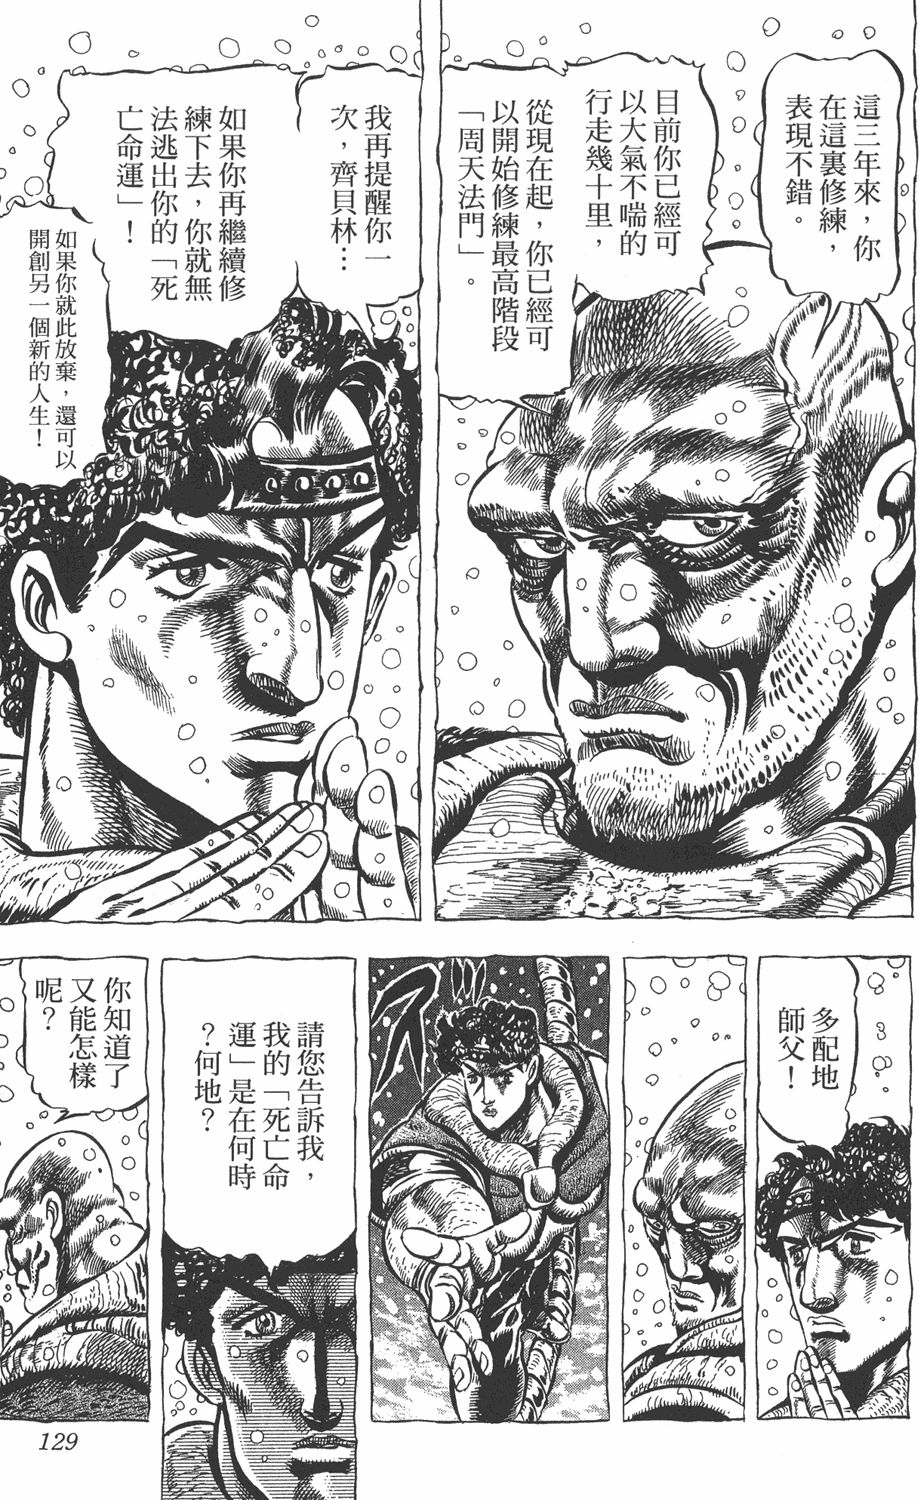 這三年來，你
在這裏修練，
表現不錯。
目前你已經可
以大氣不喘的
行走幾十里，
從現在起，你已經可
以開始修練最高階段
「周天法門」。
我再提醒你一
次，齊貝林…
如果你再繼續修
練下去，你就無
法逃出你的「死
亡命運」！
如果你就此放棄，還可以
開創另一個新的人生！
多配地
師父！
請您告訴我，
我的「死亡命
運」是在何時
？何地？
你知道了
又能怎樣
呢？
129